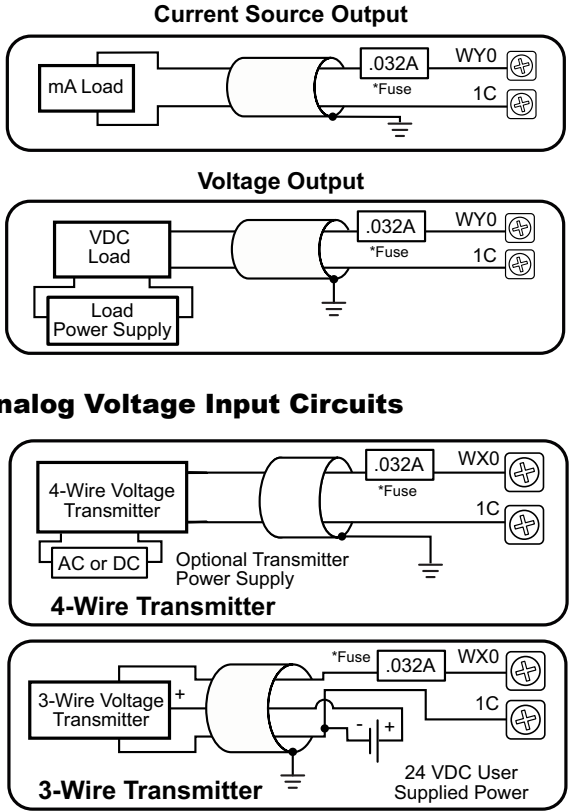 Current Source Output
mA Load
.032A
*Fuse
WY0
1C
Voltage Output
VDC
Load
Load
Power Supply
.032A
*Fuse
WY0
1C
nalog Voltage Input Circuits
4-Wire Voltage
Transmitter
AC or DC
Optional Transmitter
Power Supply
.032A
*Fuse
WX0
1C
4-Wire Transmitter
3-Wire Voltage
Transmitter
+
*Fuse
.032A
WX0
1C
- +
24 VDC User
Supplied Power
3-Wire Transmitter